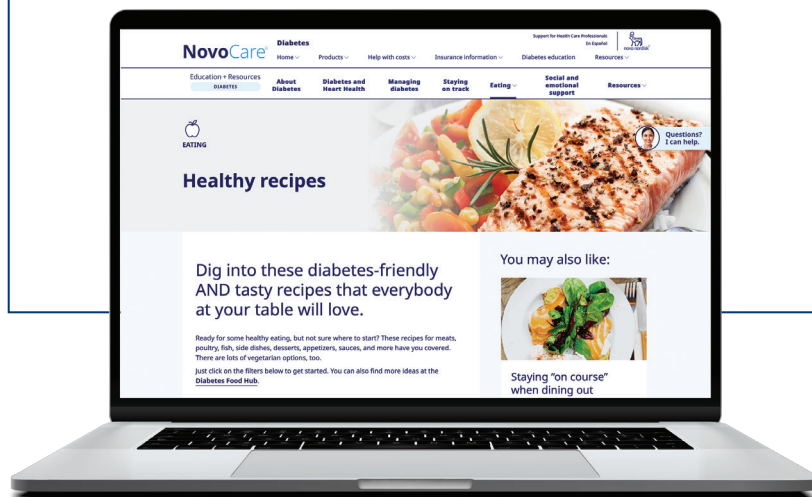 Support for Health Care Professionals
En Español
novo nordisk®
NovoCare®
Diabetes
Home
Products
Help with costs
Insurance information
Diabetes education
Resources
Education + Resources
DIABETES
About
Diabetes
Diabetes and
Heart Health
Managing
diabetes
Staying
on track
Eating
Social and
emotional
support
Resources
EATING
Questions?
I can help.
Healthy recipes
Dig into these diabetes-friendly
AND tasty recipes that everybody
at your table will love.
Ready for some healthy eating, but not sure where to start? These recipes for meats,
poultry, fish, side dishes, desserts, appetizers, sauces, and more have you covered.
There are lots of vegetarian options, too.
Just click on the filters below to get started. You can also find more ideas at the
Diabetes Food Hub.
You may also like:
Staying “on course”
when dining out